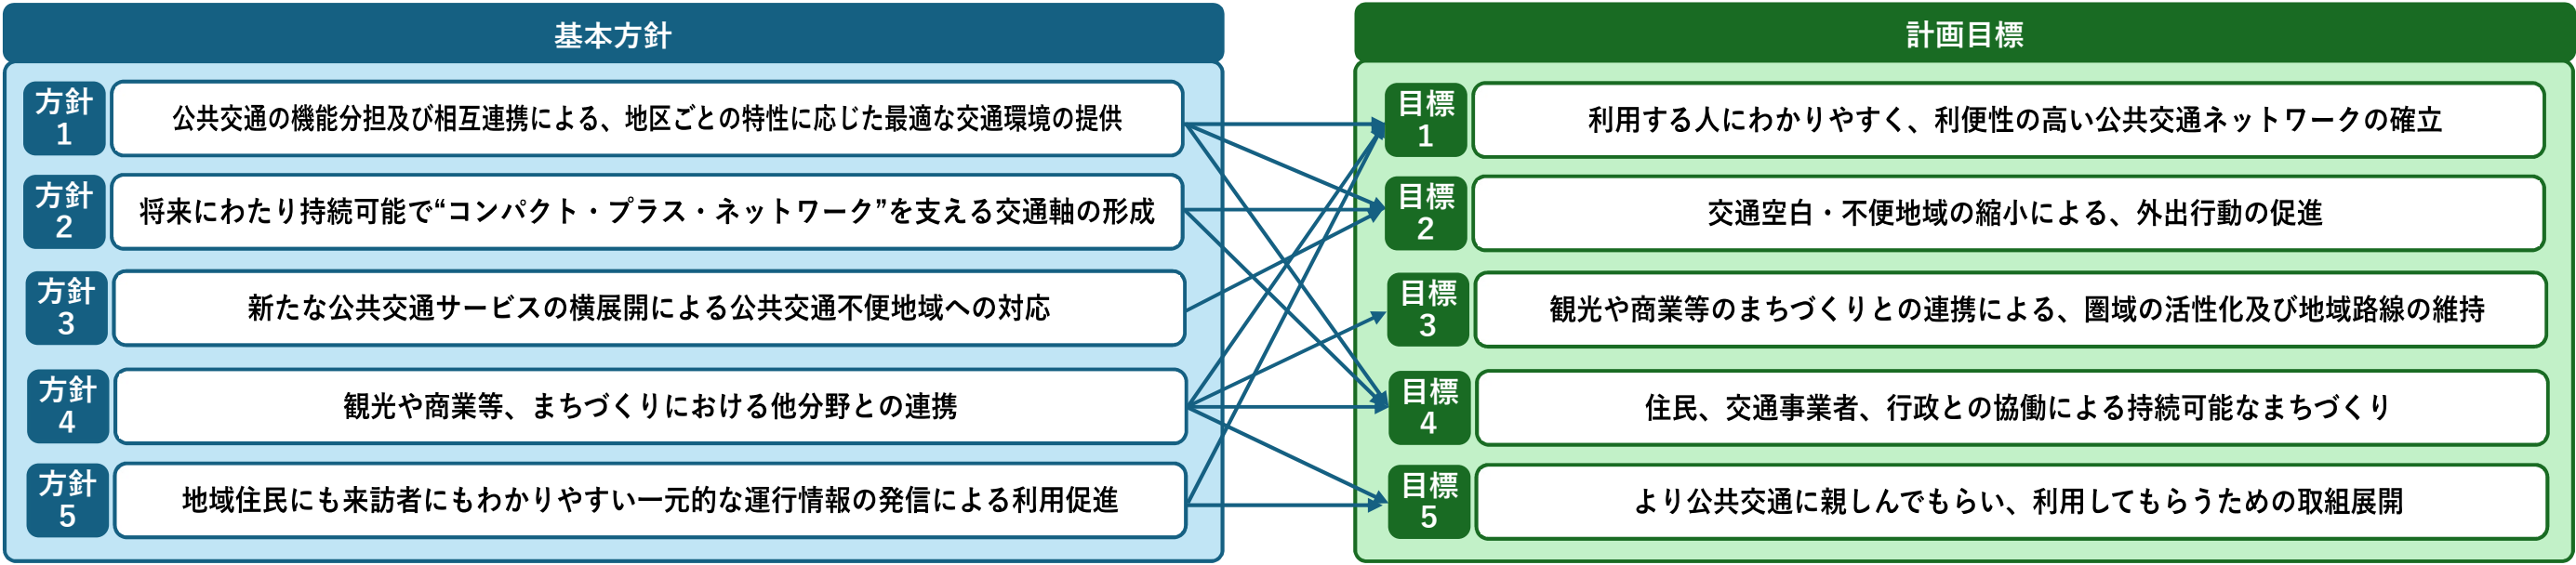 基本方針
方針
1
公共交通の機能分担及び相互連携による、地区ごとの特性に応じた最適な交通環境の提供
方針
2
将来にわたり持続可能で“コンパクト・プラス・ネットワーク”を支える交通軸の形成
方針
3
新たな公共交通サービスの横展開による公共交通不便地域への対応
方針
4
観光や商業等、まちづくりにおける他分野との連携
方針
5
地域住民にも来訪者にもわかりやすい一元的な運行情報の発信による利用促進
計画目標
目標
1
利用する人にわかりやすく、利便性の高い公共交通ネットワークの確立
目標
2
交通空白・不便地域の縮小による、外出行動の促進
目標
3
観光や商業等のまちづくりとの連携による、圏域の活性化及び地域路線の維持
目標
4
住民、交通事業者、行政との協働による持続可能なまちづくり
目標
5
より公共交通に親しんでもらい、利用してもらうための取組展開